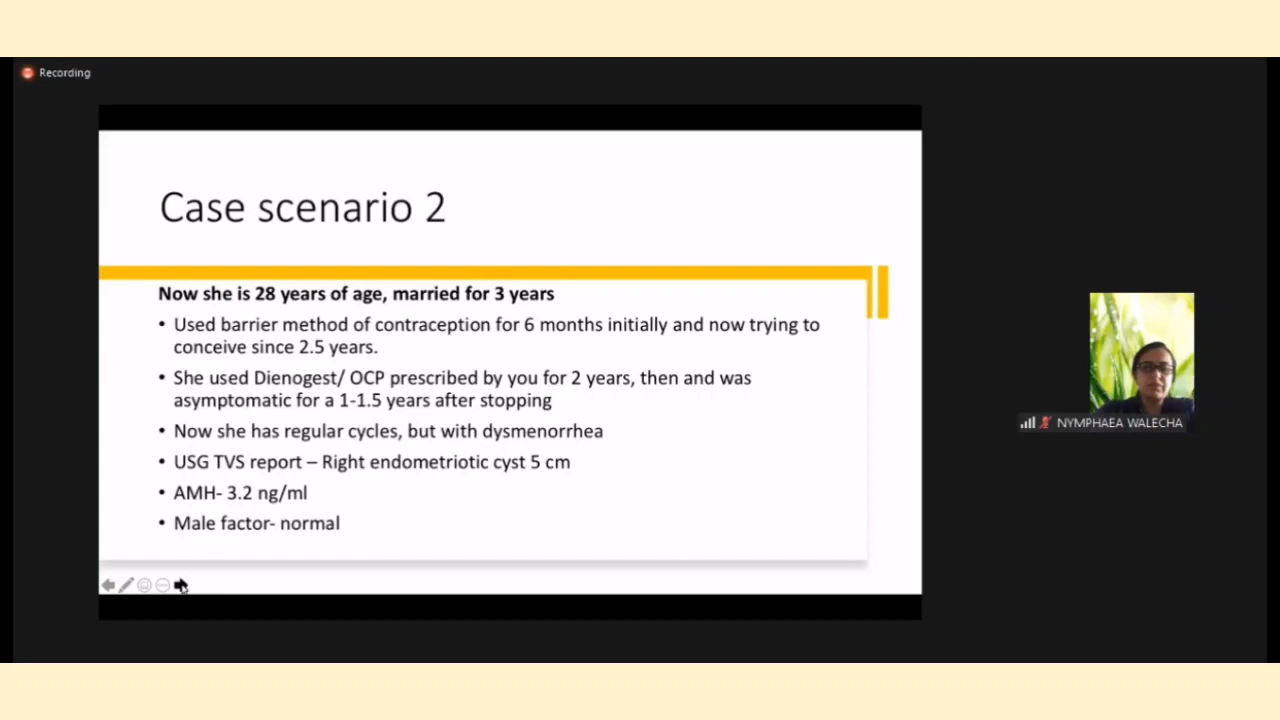 Recording
Case scenario 2
Now she is 28 years of age, married for 3 years
• Used barrier method of contraception for 6 months initially and now trying to
conceive since 2.5 years.
• She used Dienogest/ OCP prescribed by you for 2 years, then and was
asymptomatic for a 1-1.5 years after stopping
• Now she has regular cycles, but with dysmenorrhea
• USG TVS report – Right endometriotic cyst 5 cm
• AMH- 3.2 ng/ml
• Male factor- normal
NYMPHAEA WALECHA